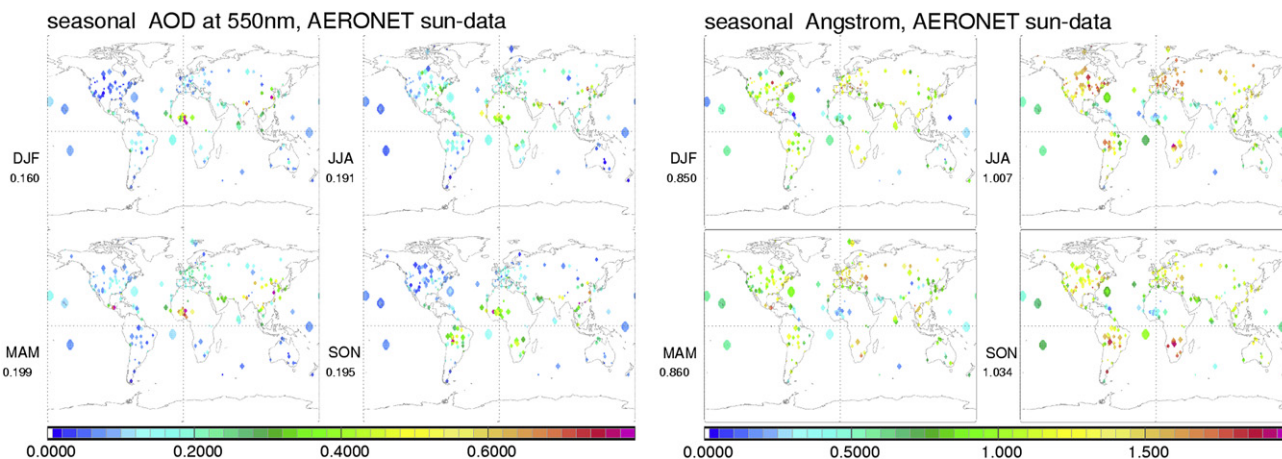 seasonal AOD at 550nm, AERONET sun-data
DJF
0.160
JJA
0.191
MAM
0.199
SON
0.195
0.0000 0.2000 0.4000 0.6000
seasonal Angstrom, AERONET sun-data
DJF
0.850
JJA
1.007
MAM
0.860
SON
1.034
0.0000 0.5000 1.000 1.500